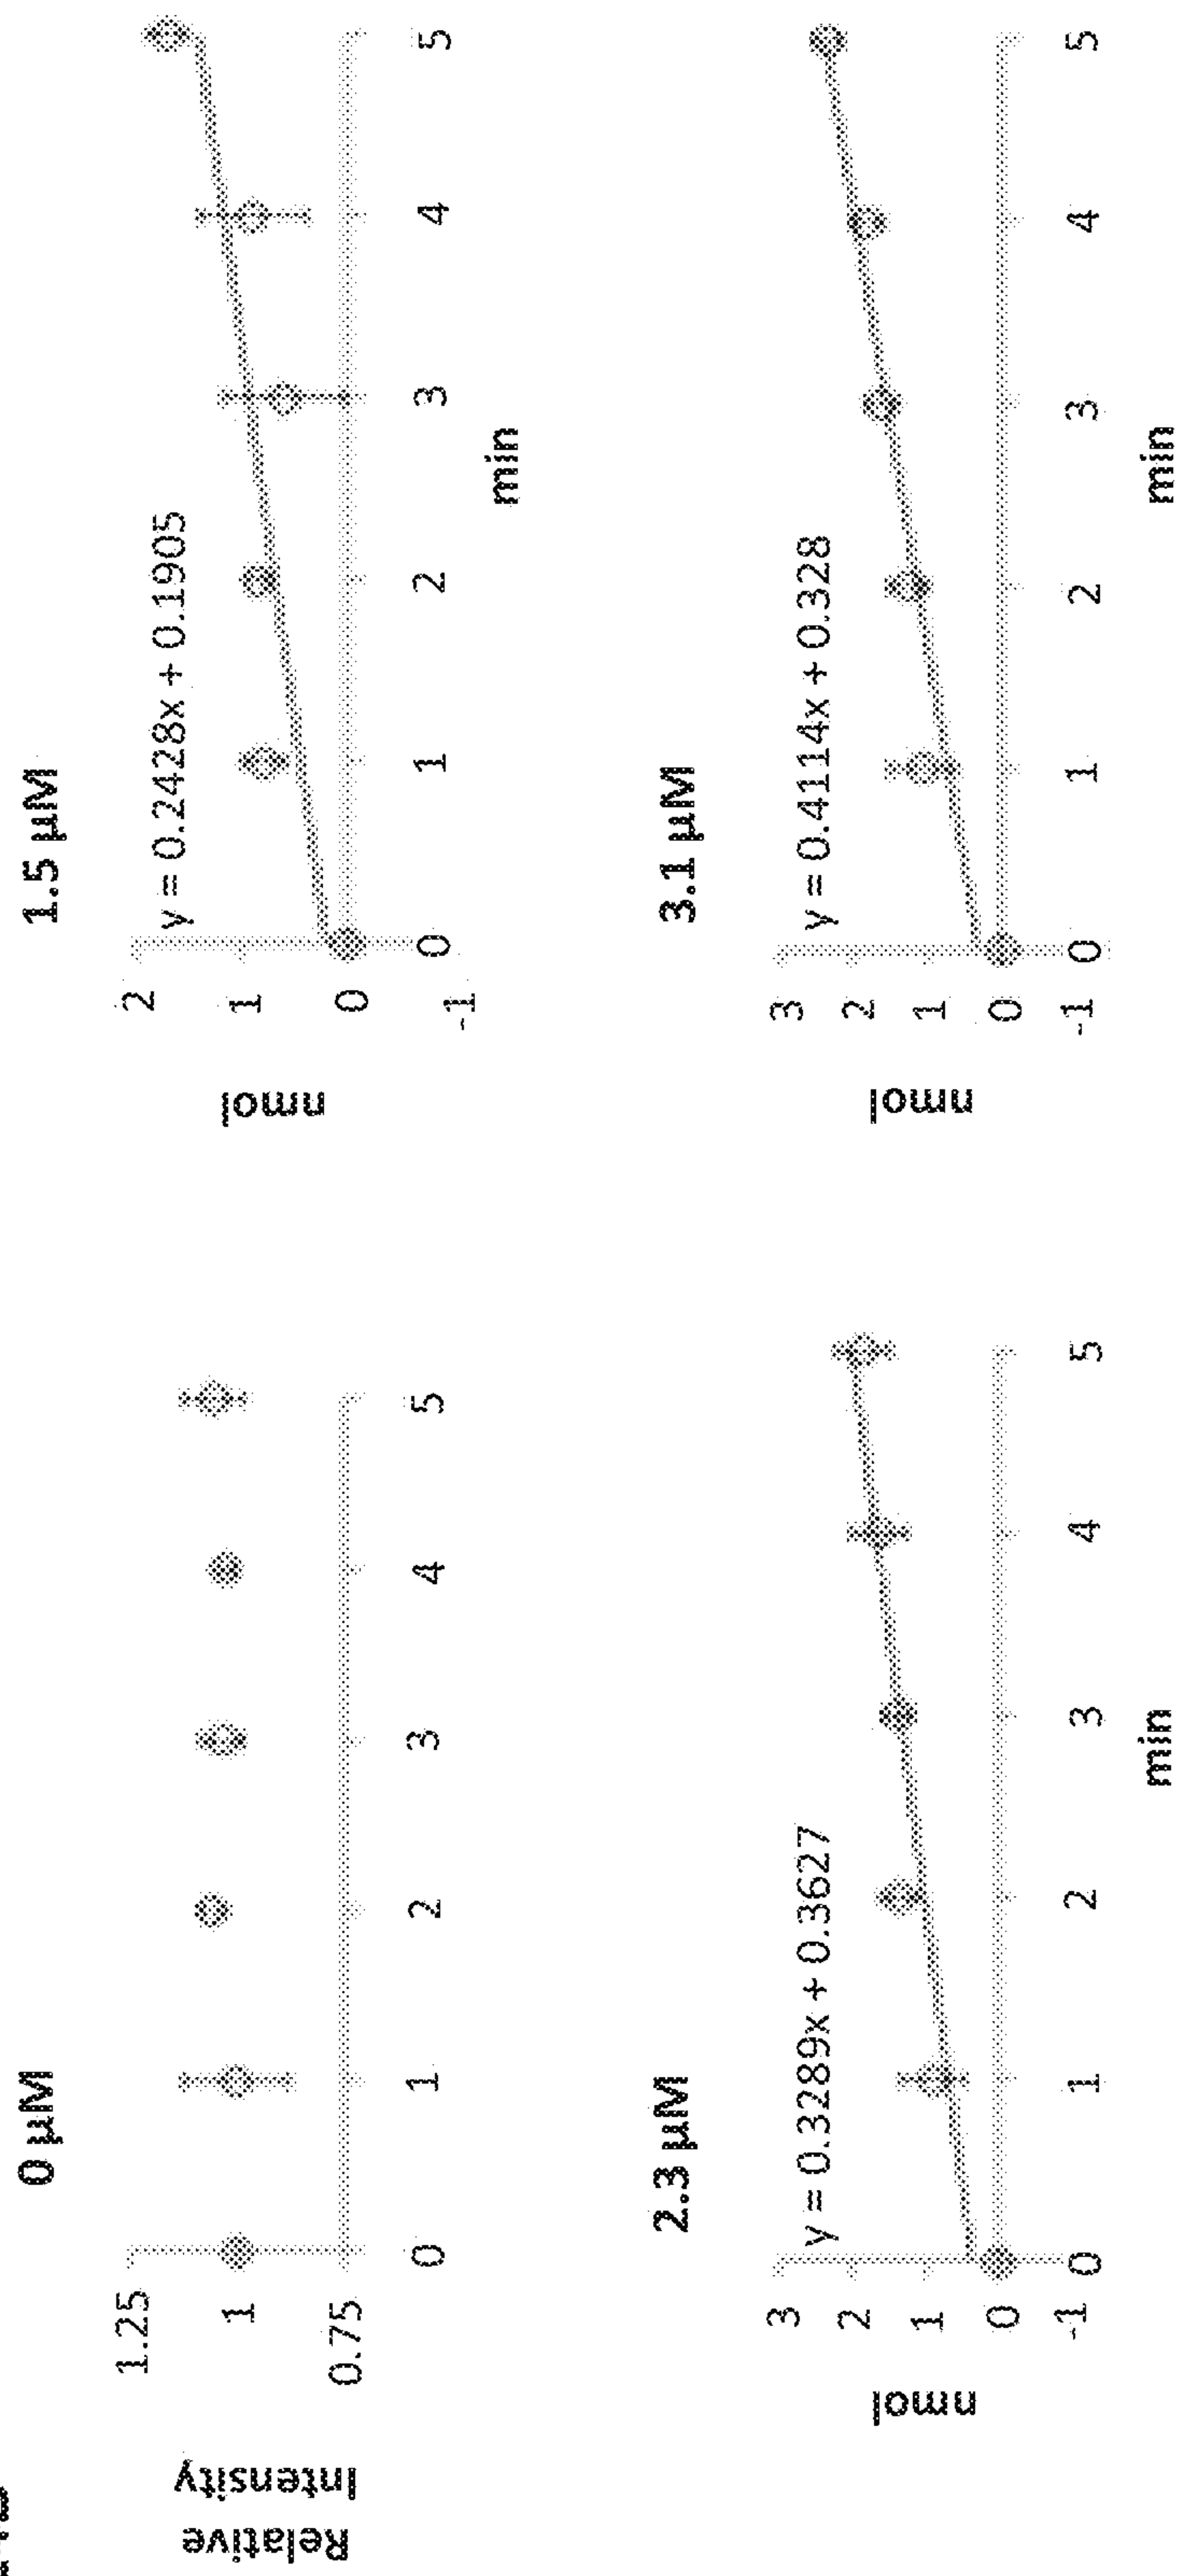 0 µM
Relative
Intensity
1.25
1
0.75
0 1 2 3 4 5
1.5 µM
y = 0.2428x + 0.1905
nmol
2
1
0
-1
0 1 2 3 4 5
min
2.3 µM
y = 0.3289x + 0.3627
nmol
3
2
1
0
-1
0 1 2 3 4 5
min
3.1 µM
y = 0.4114x + 0.328
nmol
3
2
1
0
-1
0 1 2 3 4 5
min